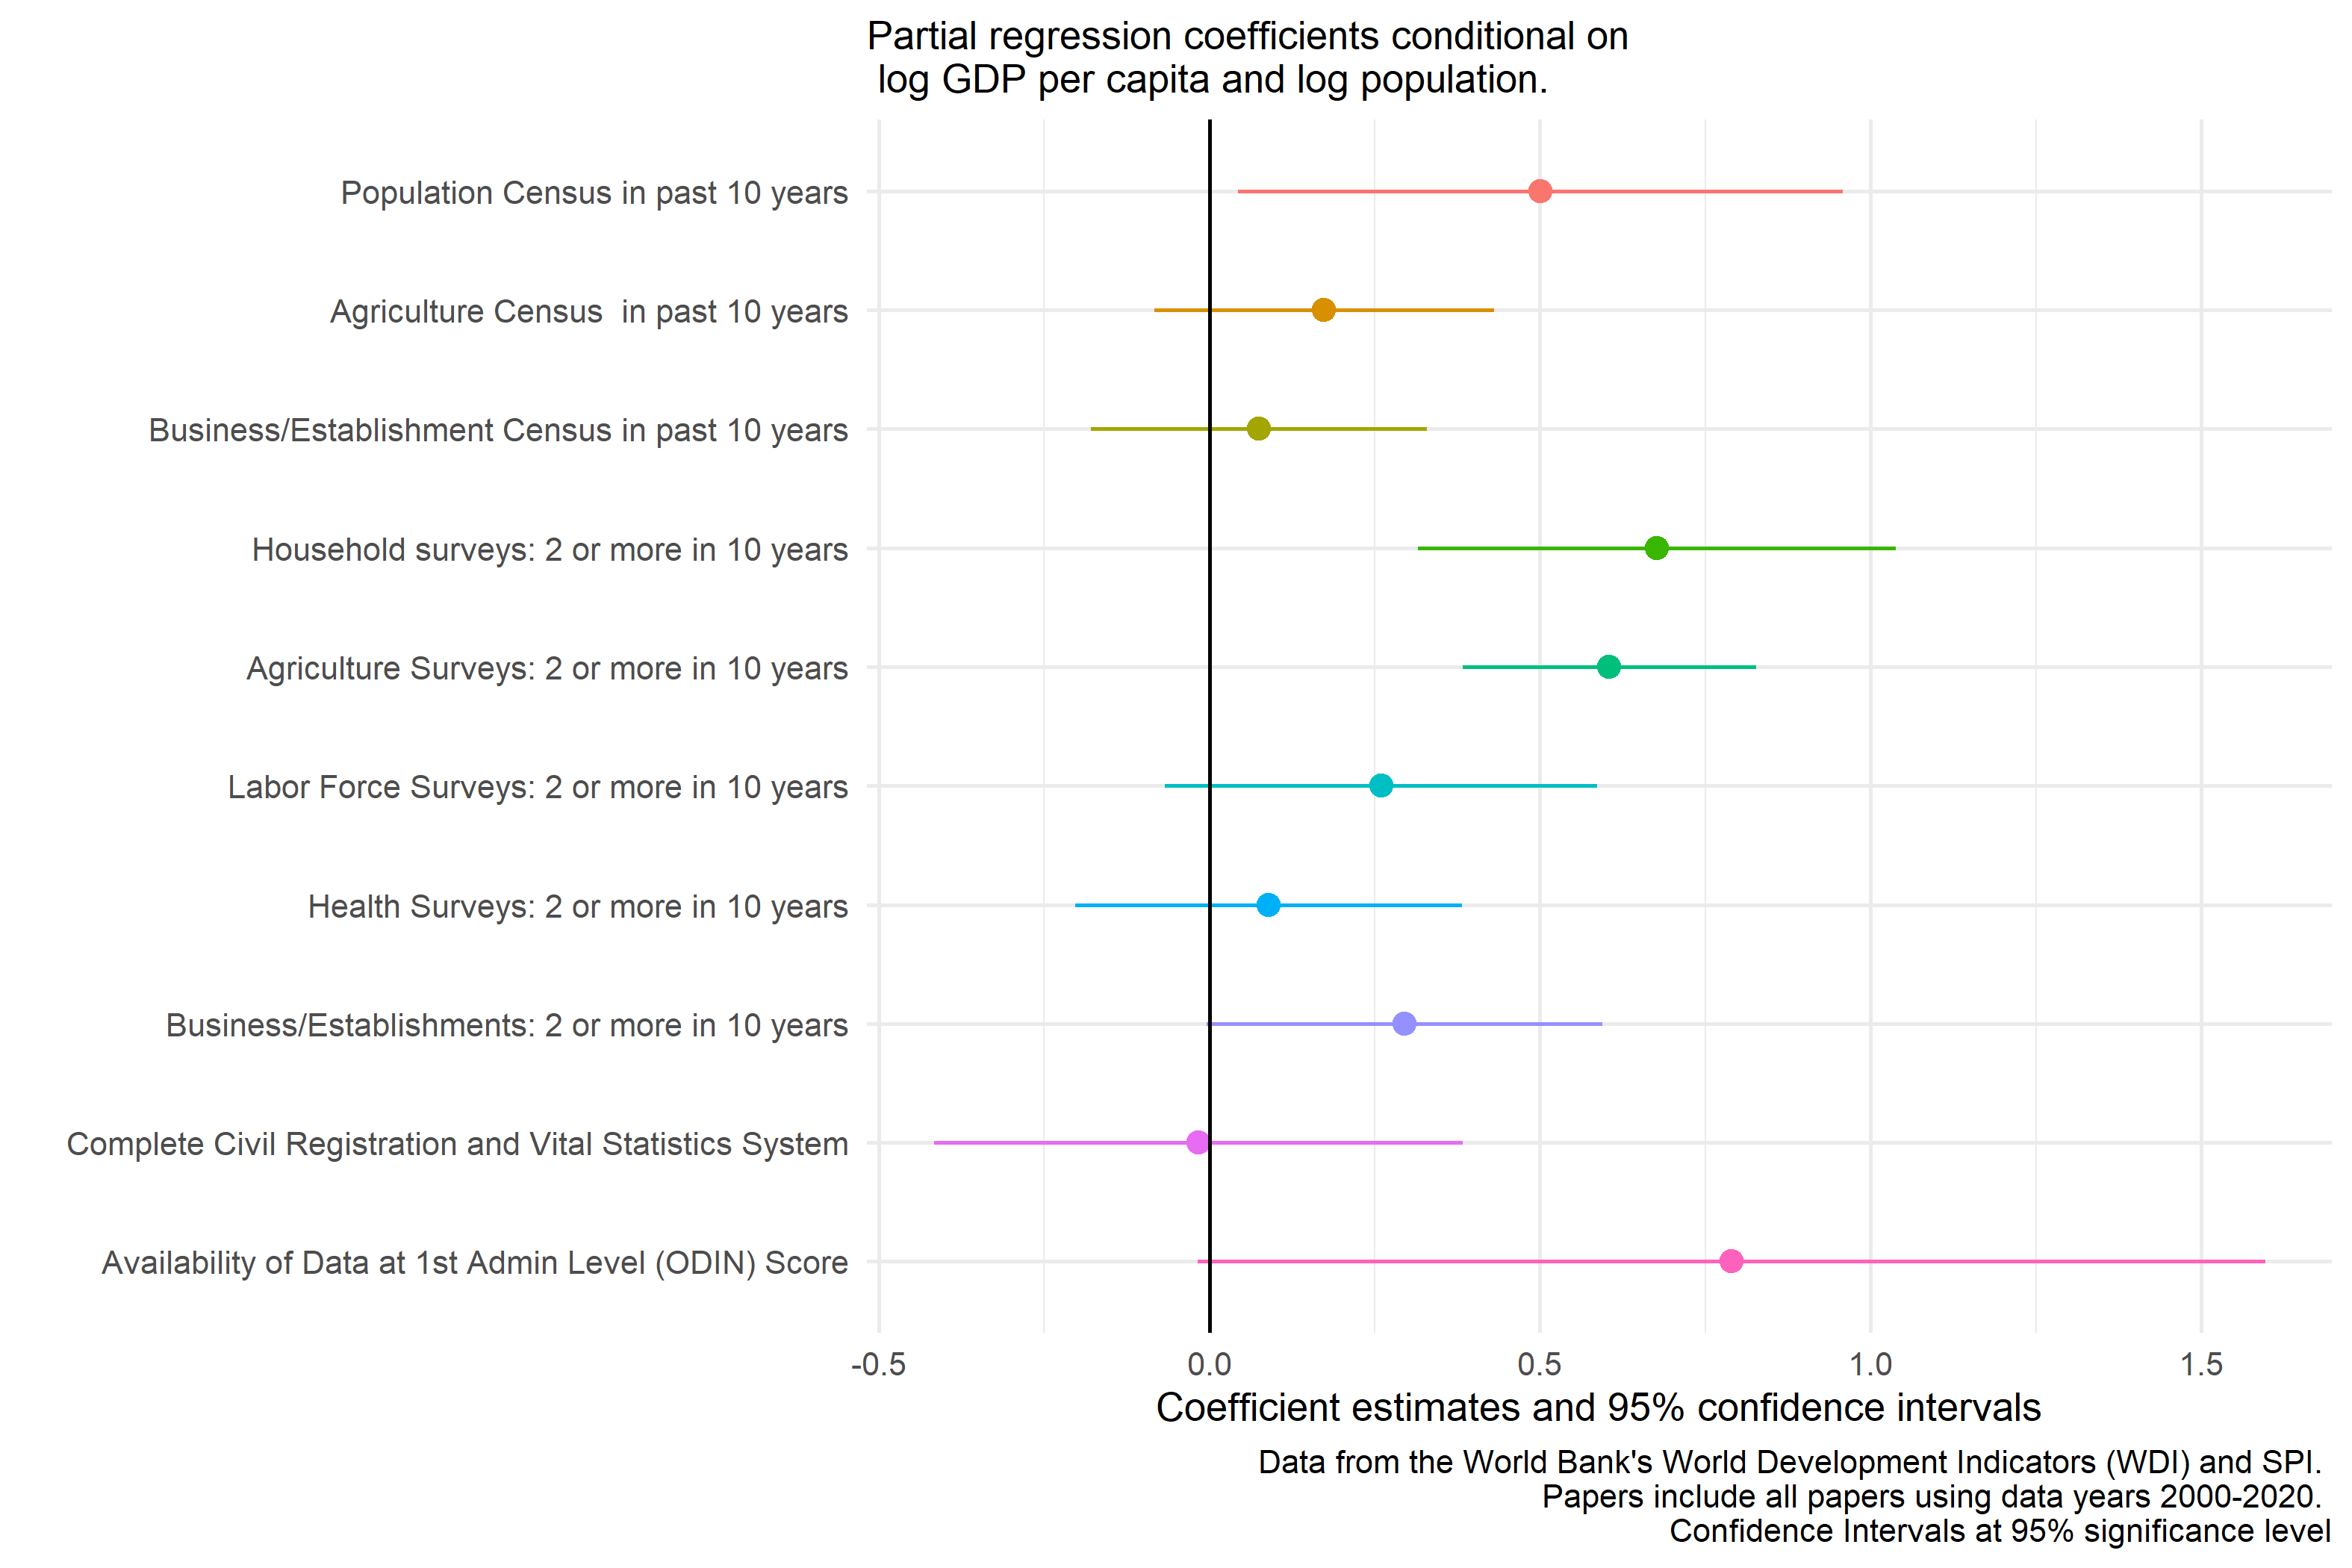 Partial regression coefficients conditional on
log GDP per capita and log population.
Population Census in past 10 years
Agriculture Census  in past 10 years
Business/Establishment Census in past 10 years
Household surveys: 2 or more in 10 years
Agriculture Surveys: 2 or more in 10 years
Labor Force Surveys: 2 or more in 10 years
Health Surveys: 2 or more in 10 years
Business/Establishments: 2 or more in 10 years
Complete Civil Registration and Vital Statistics System
Availability of Data at 1st Admin Level (ODIN) Score
-0.5 0.0 0.5 1.0 1.5
Coefficient estimates and 95% confidence intervals
Data from the World Bank's World Development Indicators (WDI) and SPI.
Papers include all papers using data years 2000-2020.
Confidence Intervals at 95% significance level